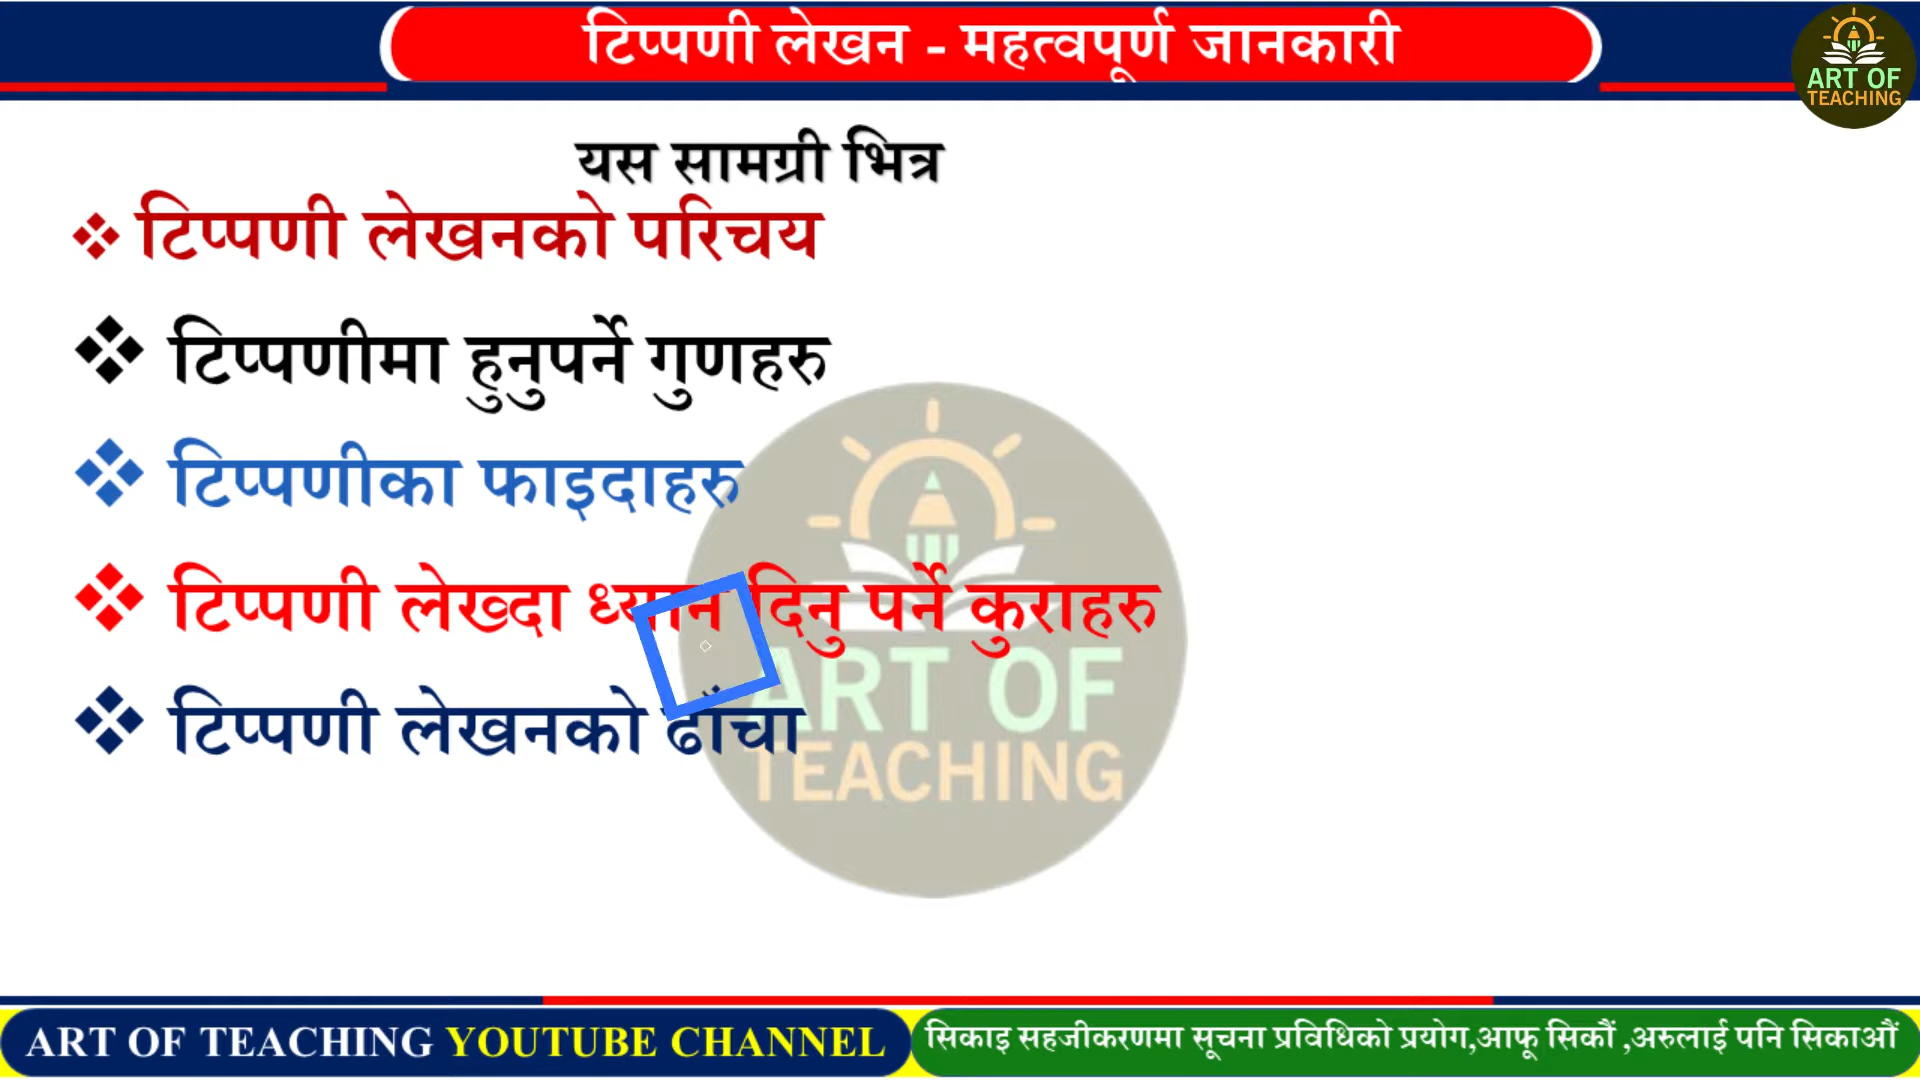 टिप्पणी लेखन - महत्वपूर्ण जानकारी
ART OF
TEACHING
यस सामग्री भित्र
टिप्पणी लेखनको परिचय
टिप्पणीमा हुनुपर्ने गुणहरु
टिप्पणीका फाइदाहरु
टिप्पणी लेख्दा ध्यान दिनु पर्ने कुराहरु
टिप्पणी लेखनको ढाँचा
ART OF
TEACHING
ART OF TEACHING YOUTUBE CHANNEL
सिकाइ सहजीकरणमा सूचना प्रविधिको प्रयोग,आफू सिकौं ,अरुलाई पनि सिकाऔं